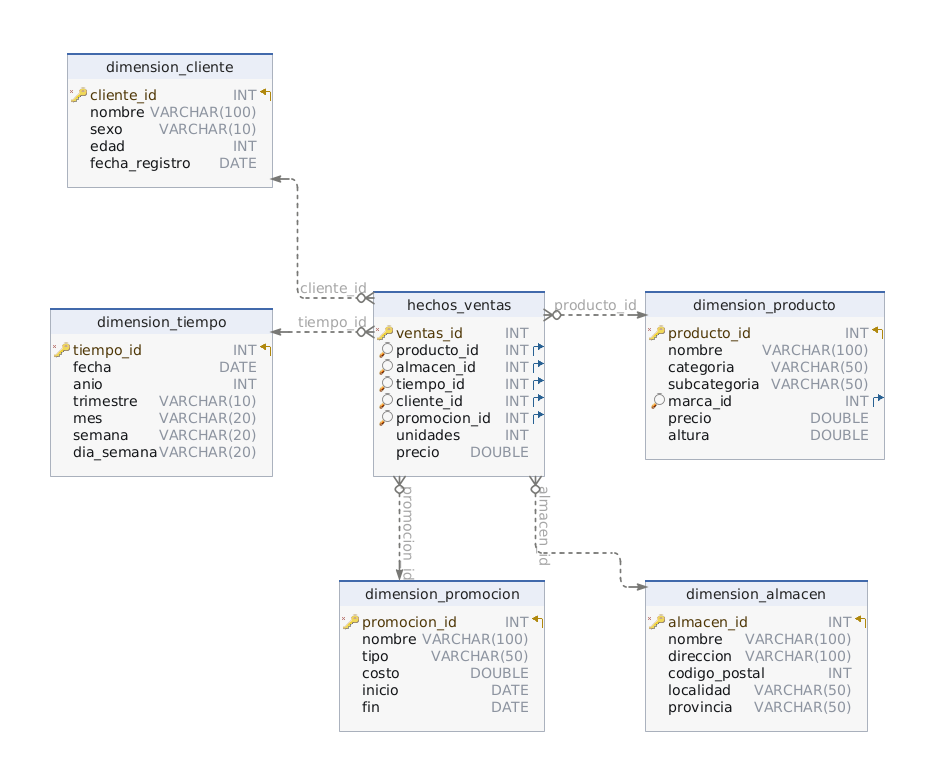 dimension_cliente
cliente_id INT
nombre VARCHAR(100)
sexo VARCHAR(10)
edad INT
fecha_registro DATE
cliente_id
dimension_tiempo
tiempo_id INT
fecha DATE
anio INT
trimestre VARCHAR(10)
mes VARCHAR(20)
semana VARCHAR(20)
dia_semana VARCHAR(20)
tiempo_id
hechos_ventas
ventas_id INT
producto_id INT
almacen_id INT
tiempo_id INT
cliente_id INT
promocion_id INT
unidades INT
precio DOUBLE
producto_id
dimension_producto
producto_id INT
nombre VARCHAR(100)
categoria VARCHAR(50)
subcategoria VARCHAR(50)
marca_id INT
precio DOUBLE
altura DOUBLE
promocion_id
almacen_id
dimension_promocion
promocion_id INT
nombre VARCHAR(100)
tipo VARCHAR(50)
costo DOUBLE
inicio DATE
fin DATE
dimension_almacen
almacen_id INT
nombre VARCHAR(100)
direccion VARCHAR(100)
codigo_postal INT
localidad VARCHAR(50)
provincia VARCHAR(50)